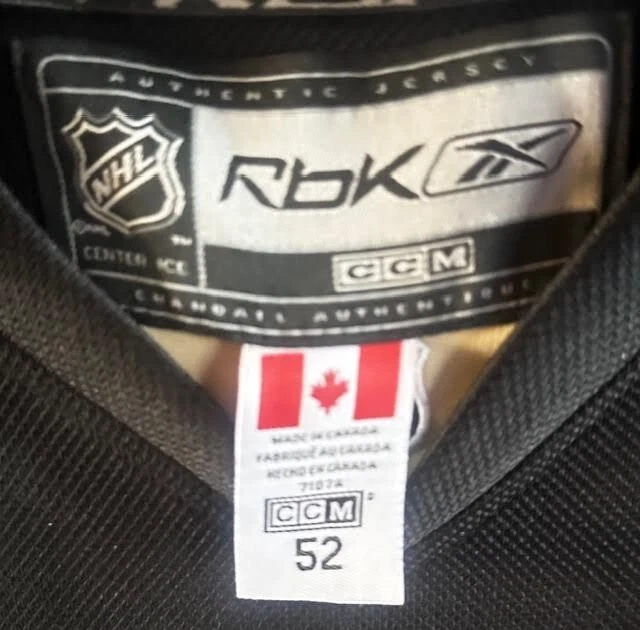 AUTHENTIC JERSEY
NHL
RbK
CENTER ICE
CCM
CHANDAIL AUTHENTIQUE
MADE IN CANADA
FABRIQUÉ AU CANADA
HECHO EN CANADA
7107A
CCM
52